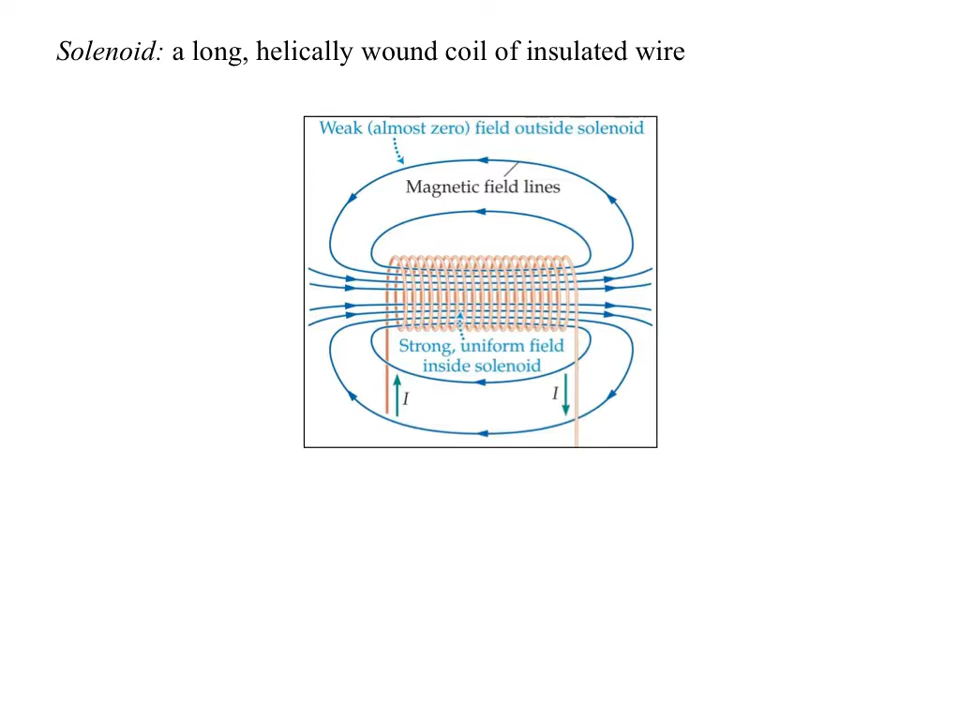 Solenoid: a long, helically wound coil of insulated wire
Weak (almost zero) field outside solenoid
Magnetic field lines
Strong, uniform field
inside solenoid
I
I